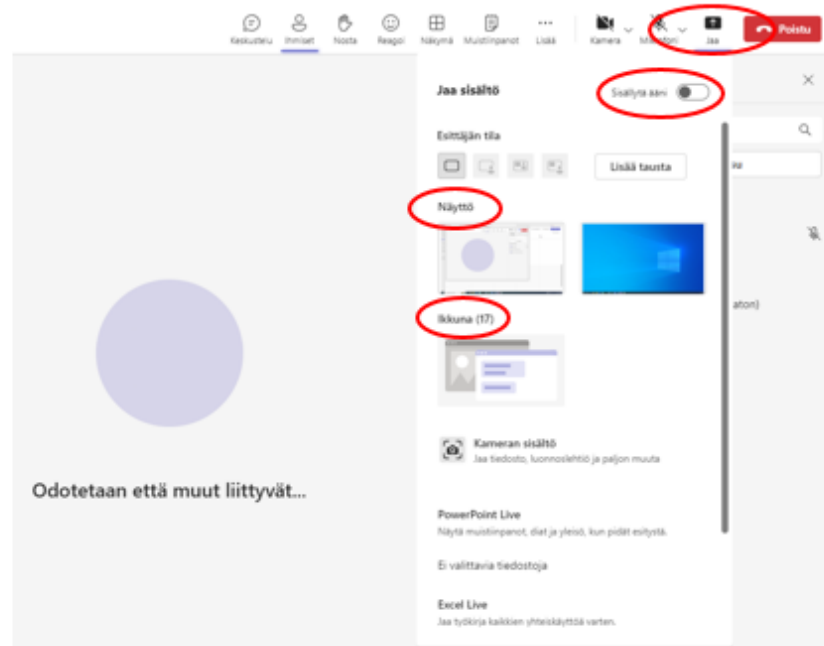 Keskustelu Ihmiset Nosta Reagoi Näkymä Muistiinpanot Lisää Kamera Mikrofoni Jaa Poistu
Jaa sisältö Sisällytä ääni
Esittäjän tila
Lisää tausta
Näyttö
aton)
Ikkuna (17)
Kameran sisältö
Jaa tiedosto, luonnoslehtiö ja paljon muuta
Odotetaan että muut liittyvät...
PowerPoint Live
Näytä muistiinpanot, diat ja yleisö, kun pidät esitystä.
Ei valittavia tiedostoja
Excel Live
Jaa työkirja kaikkien yhteiskäyttöä varten.